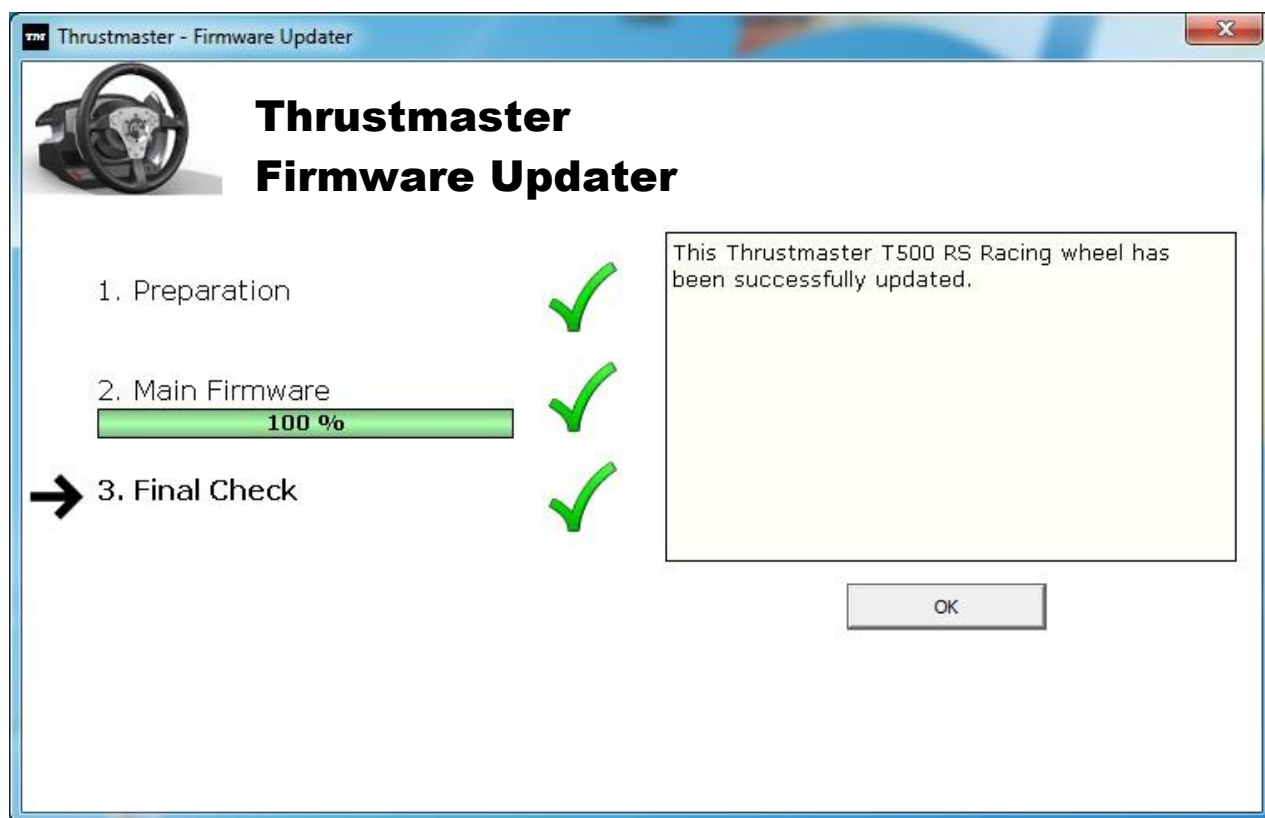 Thrustmaster - Firmware Updater
Thrustmaster
Firmware Updater
1. Preparation
2. Main Firmware
100 %
3. Final Check
This Thrustmaster T500 RS Racing wheel has
been successfully updated.
OK